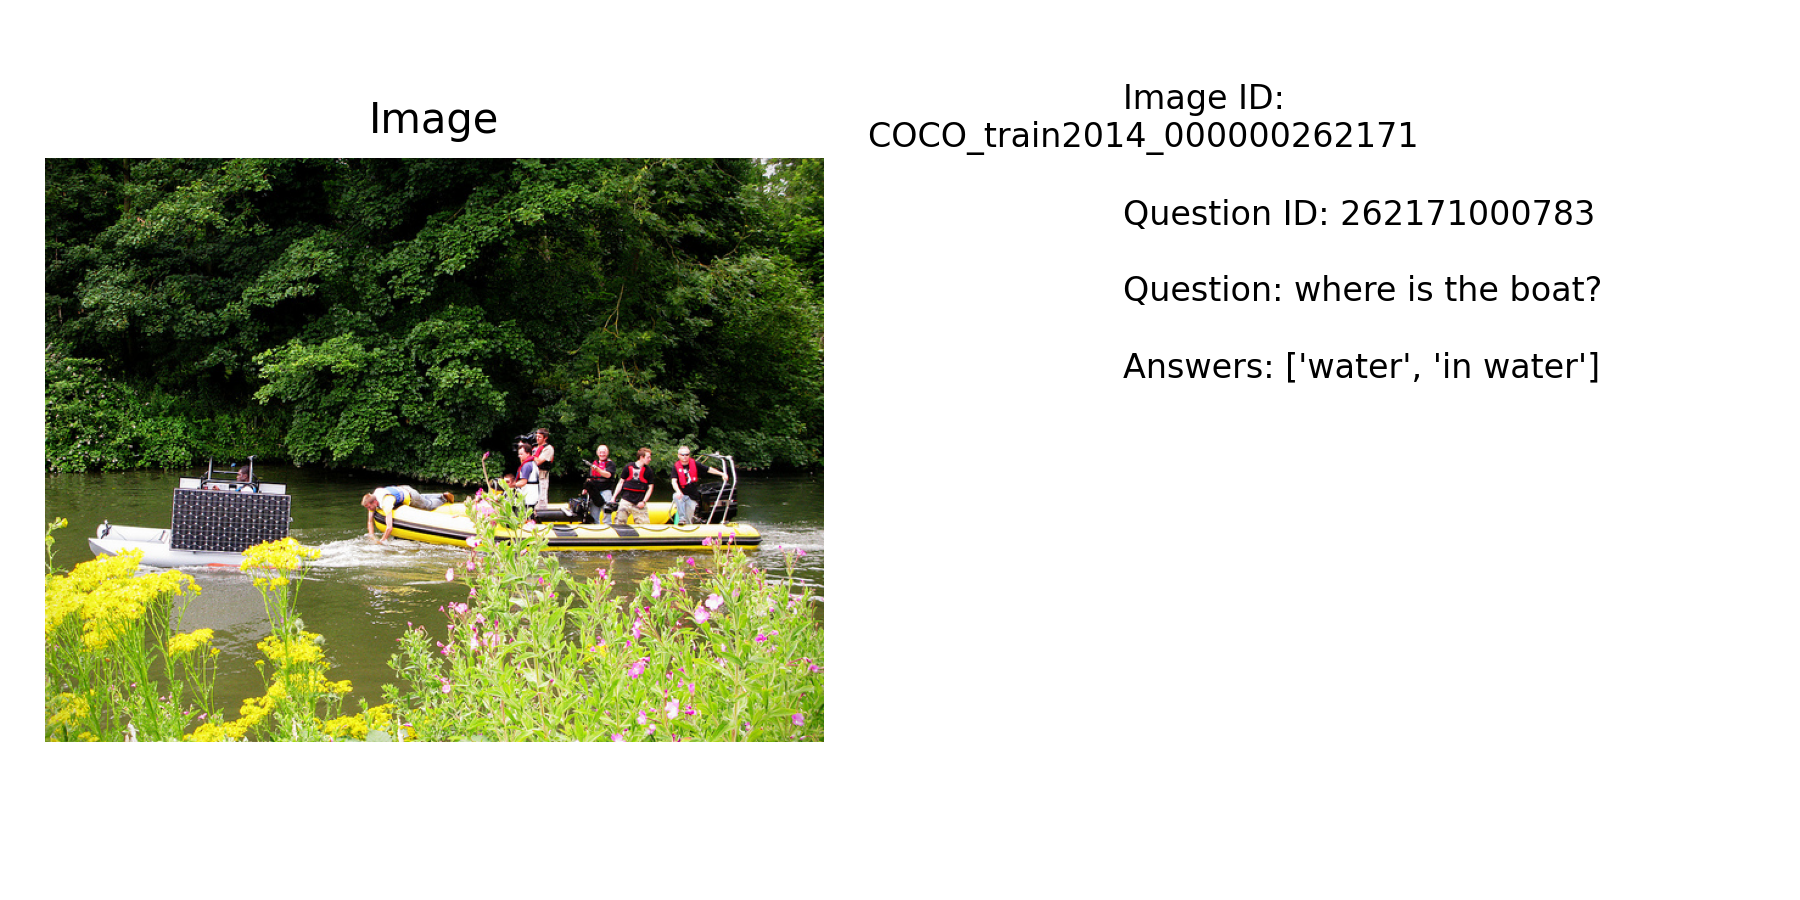 Image
Image ID:
COCO_train2014_000000262171
Question ID: 262171000783
Question: where is the boat?
Answers: ['water', 'in water']